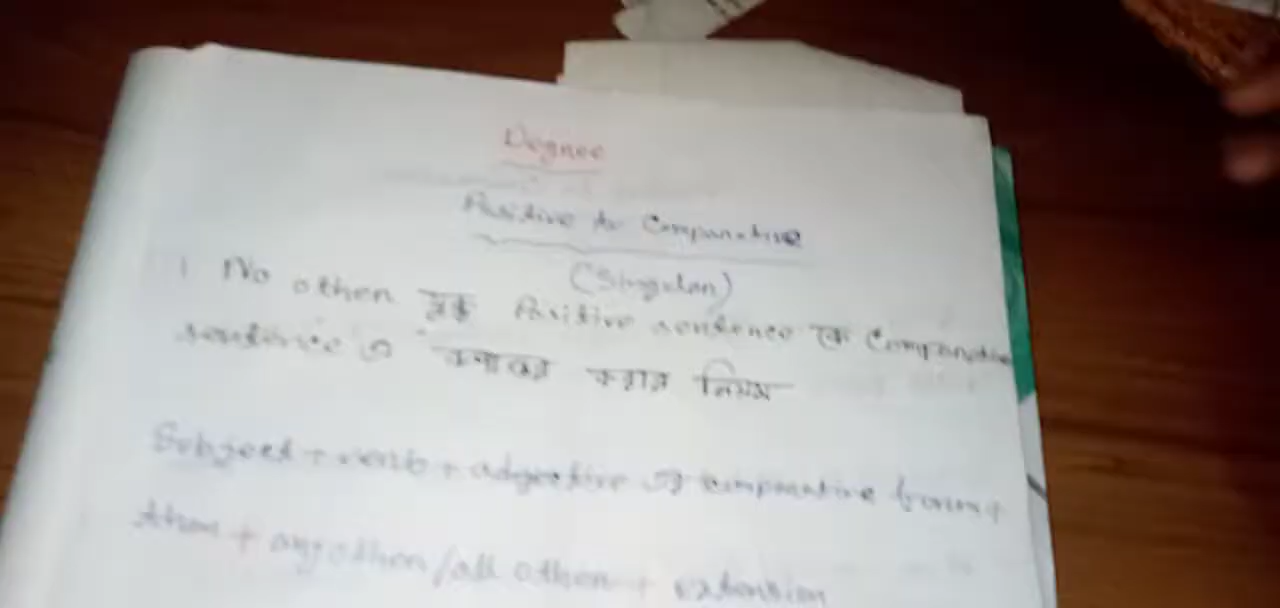 Degree
Positive to Comparative
(Singular)
1 No other যুক্ত Positive sentence কে Comparative
sentence এ রূপান্তর করার নিয়ম
Subject + verb + adjective এর comparative form +
than + any other/all other + extension